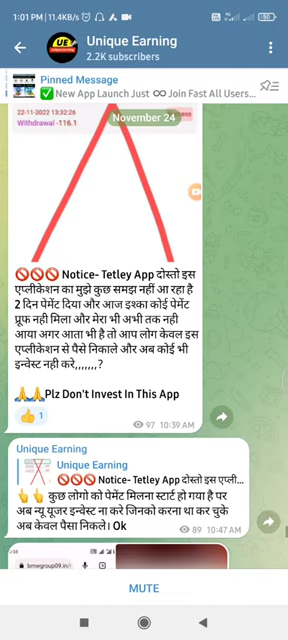 1:01 PM | 11.4KB/s
Unique Earning
2.2K subscribers
Pinned Message
✅New App Launch Just ♾ Join Fast All Users...
22-11-2022 13:32:26
Withdrawal -116.1
November 24
🚫🚫🚫 Notice- Tetley App दोस्तो इस
एप्लीकेशन का मुझे कुछ समझ नहीं आ रहा है
2 दिन पेमेंट दिया और आज इश्का कोई पेमेंट
प्रूफ नही मिला और मेरा भी अभी तक नही
आया अगर आता भी है तो आप लोग केवल इस
एप्लीकेशन से पैसे निकाले और अब कोई भी
इन्वेस्ट नही करे,,,,,,,?
🙏🙏Plz Don't Invest In This App
👍 1
97 10:39 AM
Unique Earning
Unique Earning
🚫🚫🚫 Notice- Tetley App दोस्तो इस एप्ली...
👆👆 कुछ लोगो को पेमेंट मिलना स्टार्ट हो गया है पर
अब न्यू यूजर इन्वेस्ट ना करे जिनको करना था कर चुके
अब केवल पैसा निकले। Ok
89 10:47 AM
bmwgroup09.in/
MUTE